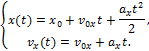 x(t) = x₀ + v₀ₓt + aₓt²/2,
vₓ(t) = v₀ₓ + aₓt.